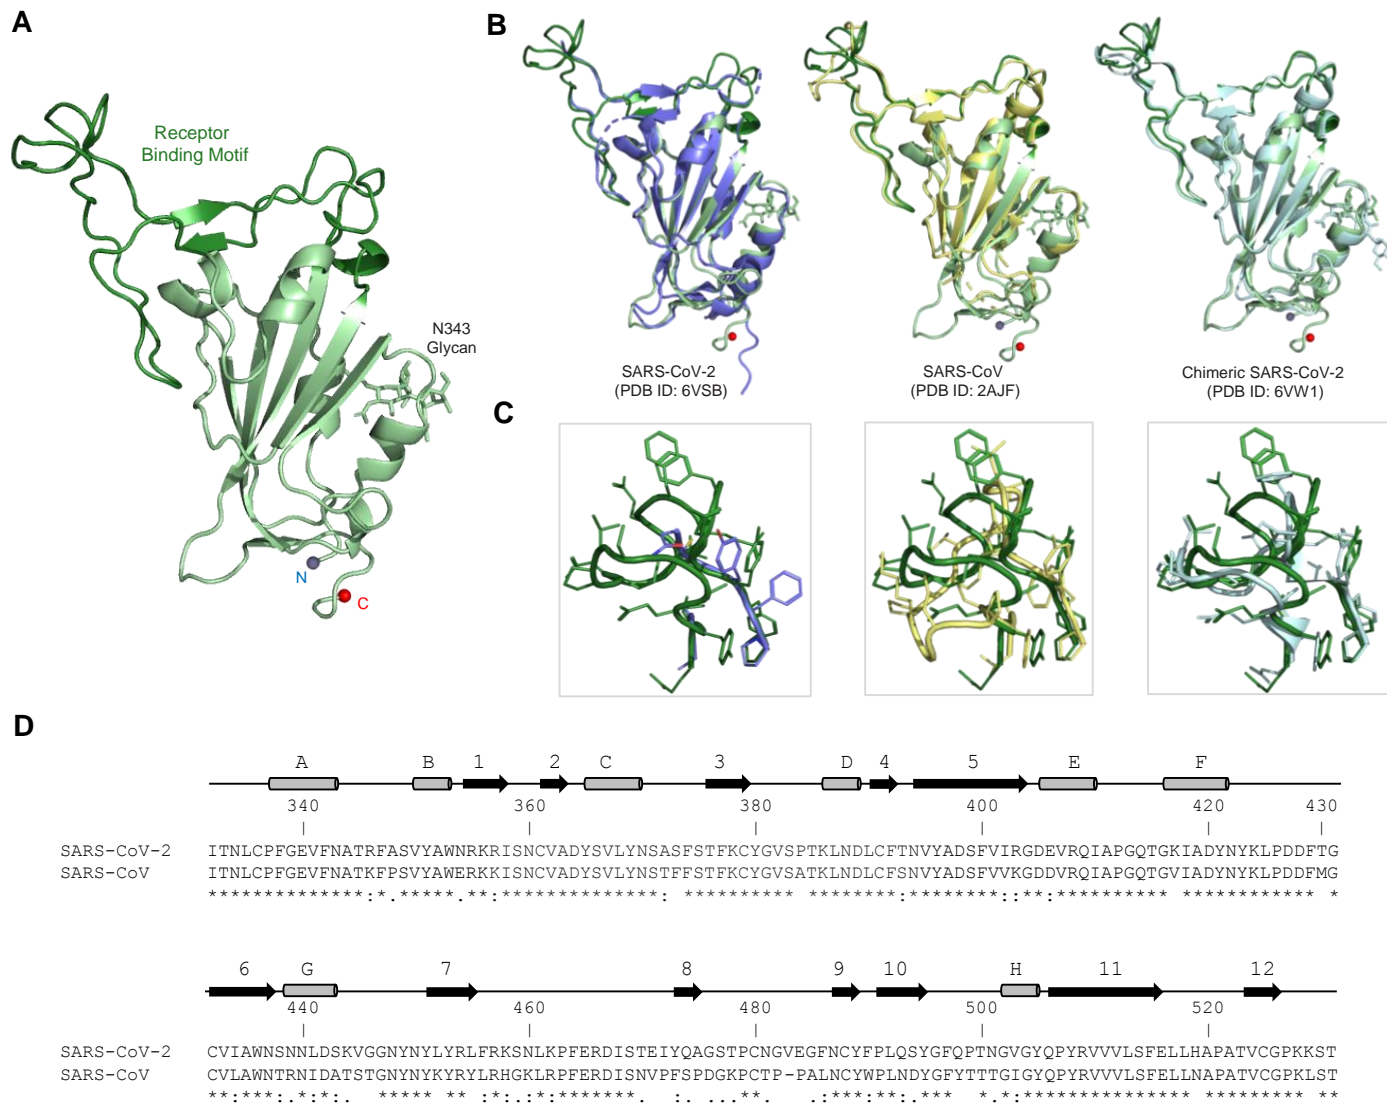 A
B
Receptor
Binding Motif
N343
Glycan
N
C
SARS-CoV-2
(PDB ID: 6VSB)
SARS-CoV
(PDB ID: 2AJF)
Chimeric SARS-CoV-2
(PDB ID: 6VW1)
C
D
A B 1 2 C 3 D 4 5 E F
340 360 380 400 420 431
| | | | | |
SARS-CoV-2 ITNLCPFGEVFNATRFASVYAWNRKRISNCVADYSVLYNSASFSTFKCYGVSPTKLNDLCFTNVYADSFVIRGDEVRQIAPGQTGKIADYNYKLPDDFTG
SARS-CoV ITNLCPFGEVFNATKFPSVYAWERKKISNCVADYSVLYNSTFFSTFKCYGVSATKLNDLCFSNVYADSFVVKGDDVRQIAPGQTGVIADYNYKLPDDFMG
**************:*.****.**:**************: ********** ********:********::**:********** *********** *
6 G 7 8 9 10 H 11 12
440 460 480 500 520
| | | | |
SARS-CoV-2 CVIAWNSNNLDSKVGGNYNYLYRLFRKSNLKPFERDISTEIYQAGSTPCNGVEGFNCYFPLQSYGFQPTNGVGYQPYRVVVLSFELLHAPATVCGPKKST
SARS-CoV CVLAWNTRNIDATSTGNYNYKYRYLRHGKLRPFERDISNVPFSPDGKPCTP-PALNCYWPLNDYGFYTTTGIGYQPYRVVVLSFELLNAPATVCGPKLST
**:***:.*:*:. ***** ** :*:.:*:*******. :. ..** .:***:**:.*** *.*:***************:********* **